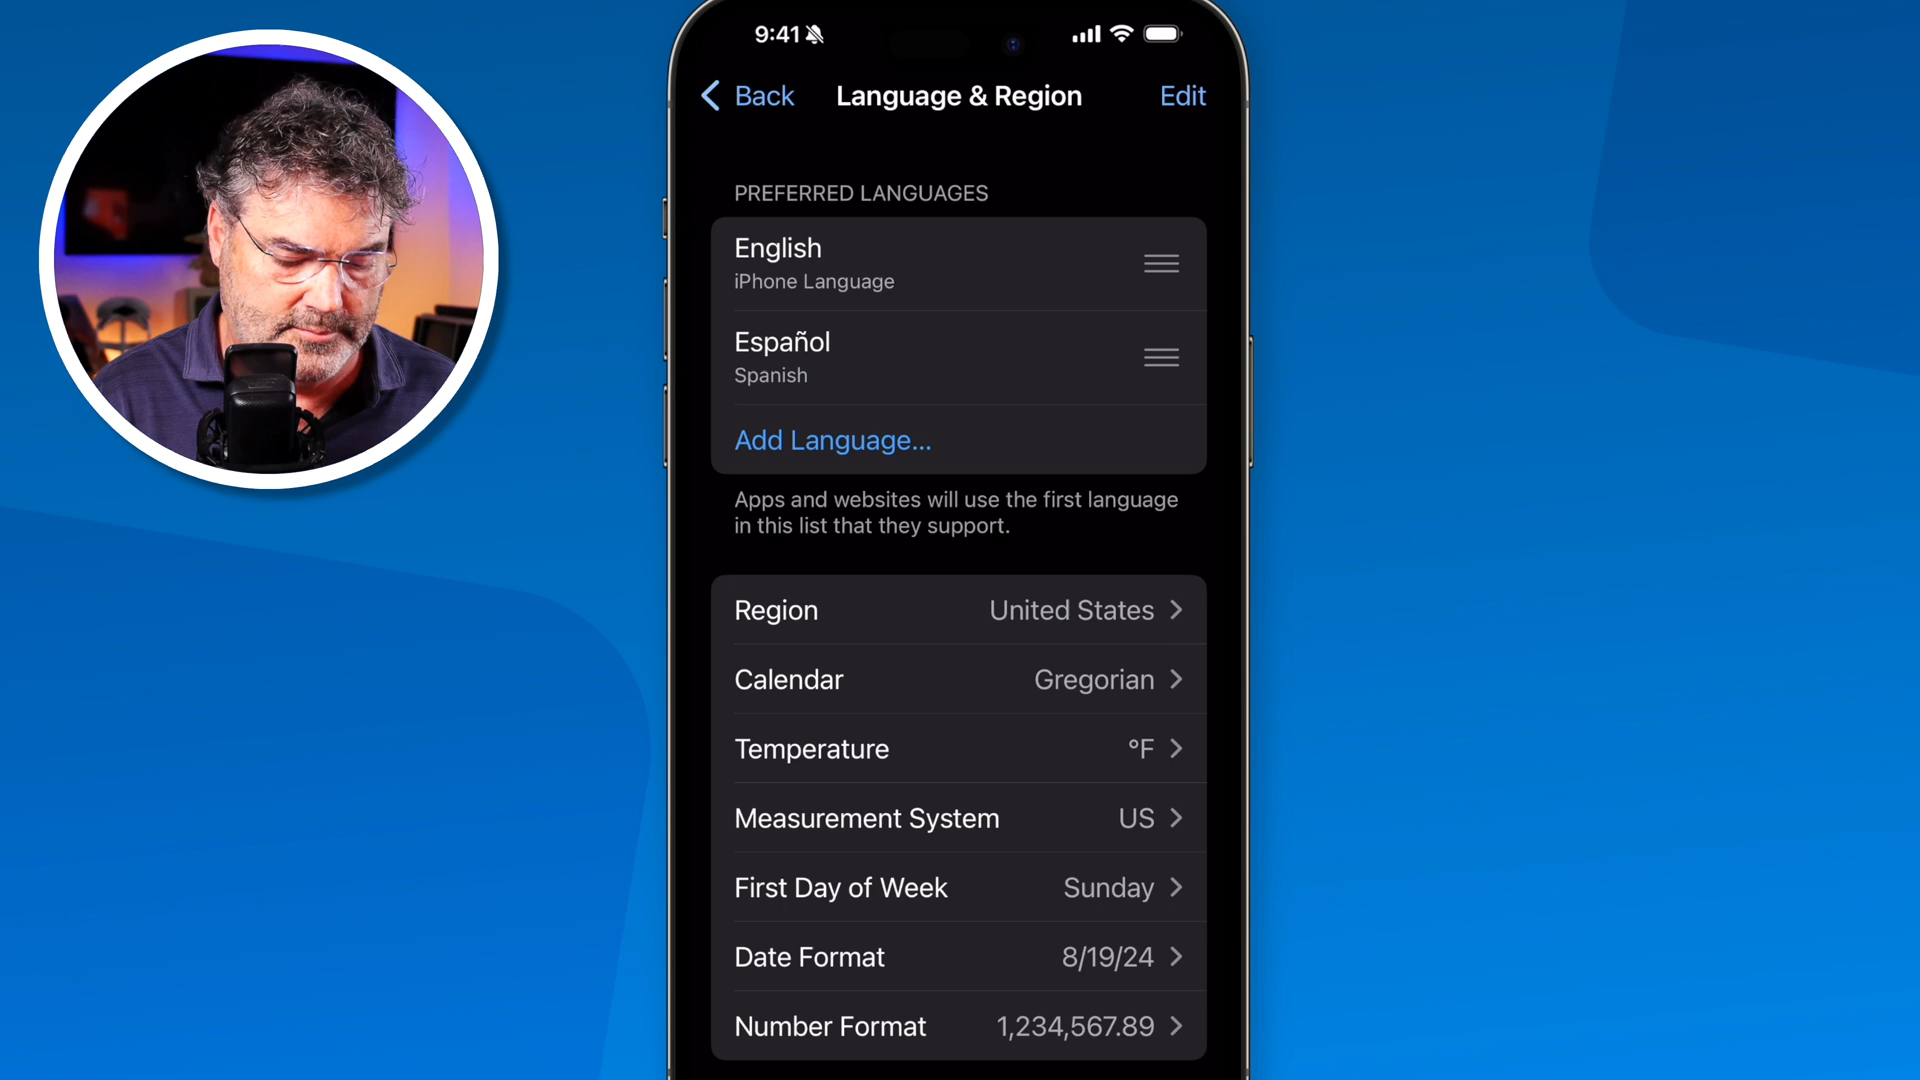 9:41
Back
Language & Region
Edit
PREFERRED LANGUAGES
English
iPhone Language
Español
Spanish
Add Language...
Apps and websites will use the first language
in this list that they support.
Region United States
Calendar Gregorian
Temperature °F
Measurement System US
First Day of Week Sunday
Date Format 8/19/24
Number Format 1,234,567.89